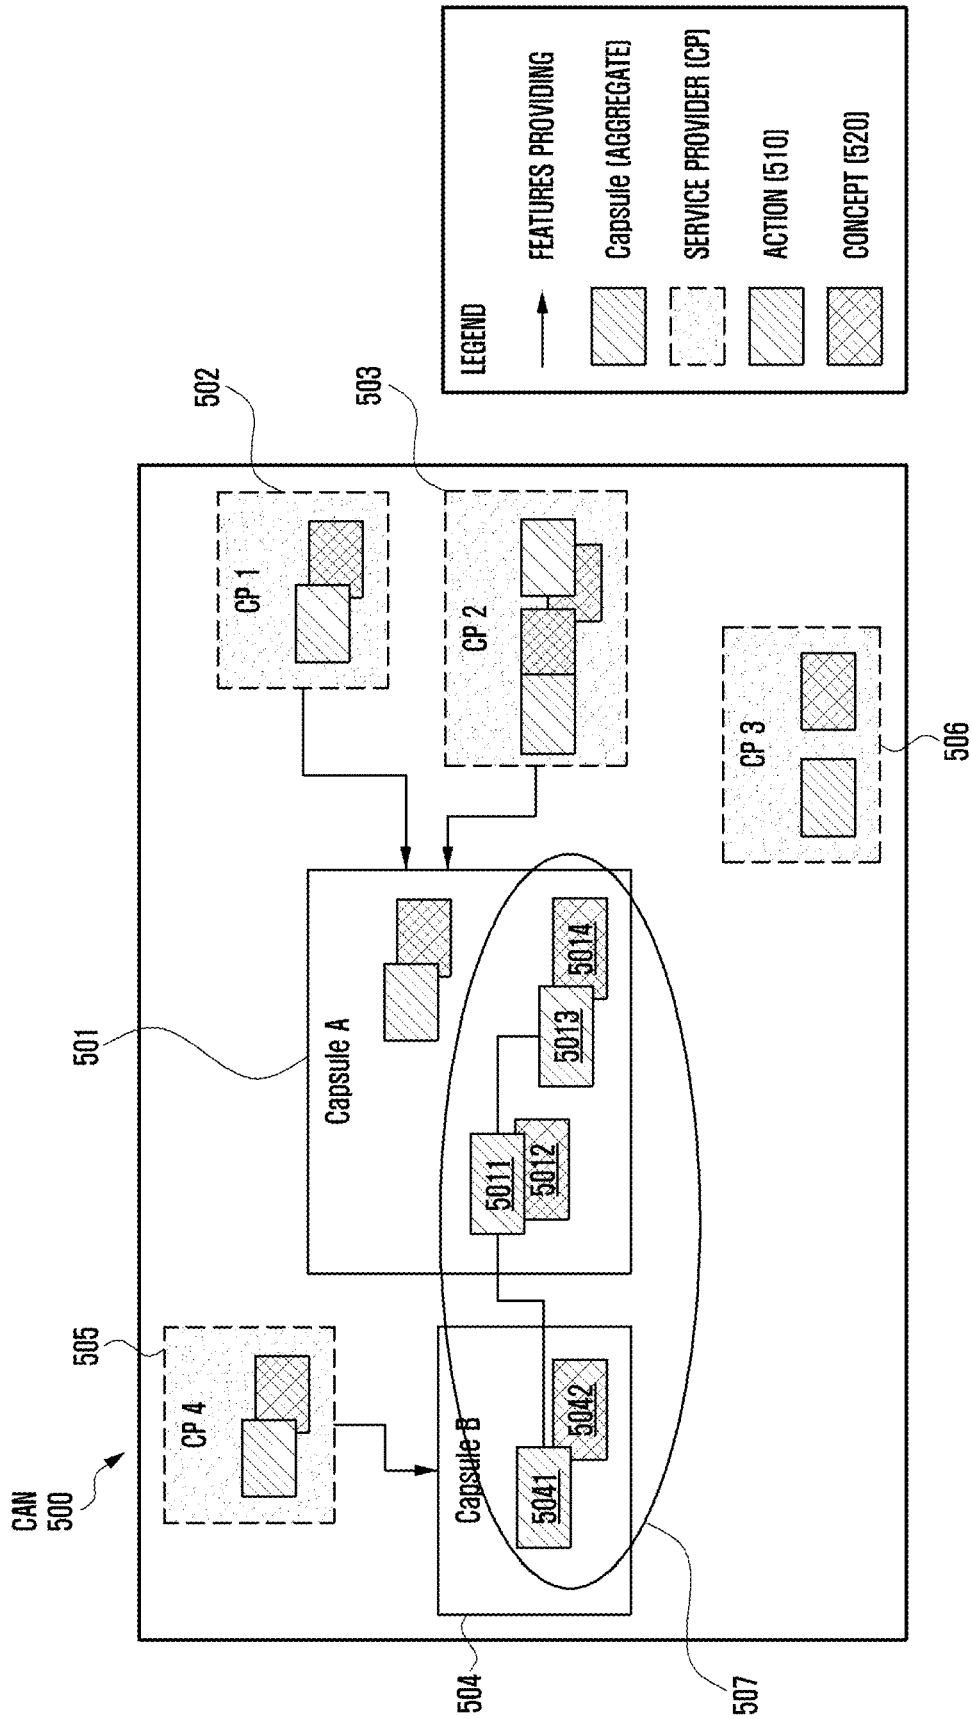 CAN
500
505
CP 4
501
Capsule A
502
CP 1
503
CP 2
504
Capsule B
5041
5042
5011
5012
5013
5014
CP 3
506
507
LEGEND
FEATURES PROVIDING
Capsule (AGGREGATE)
SERVICE PROVIDER (CP)
ACTION (510)
CONCEPT (520)